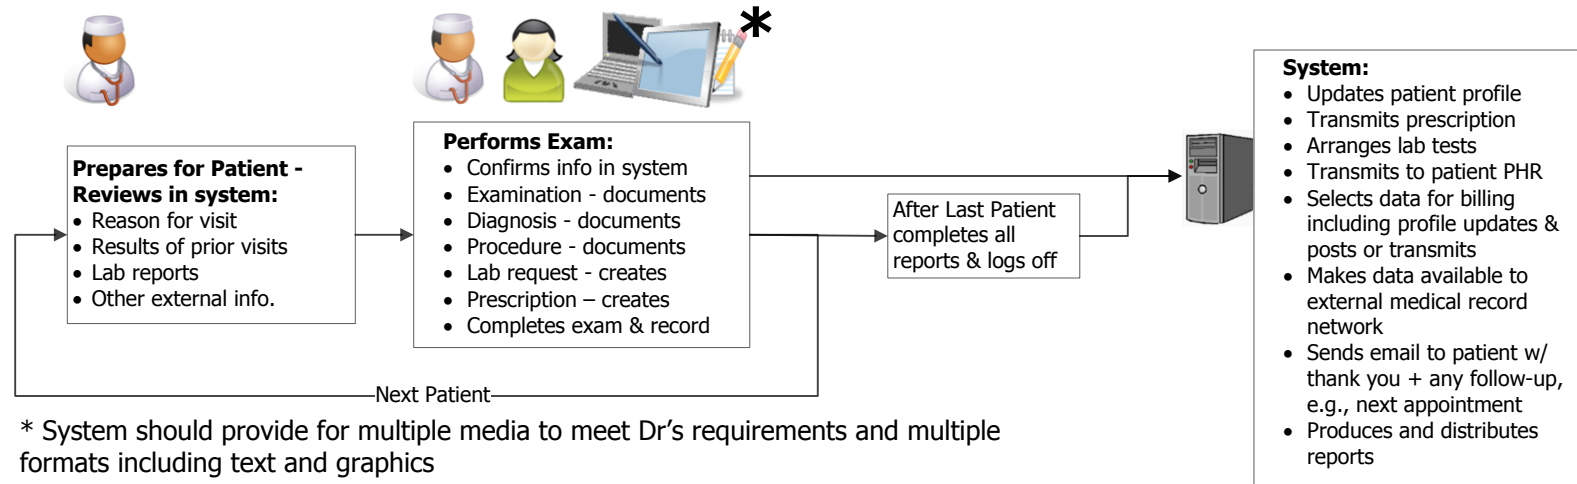 *
Prepares for Patient -
Reviews in system:
• Reason for visit
• Results of prior visits
• Lab reports
• Other external info.
Performs Exam:
• Confirms info in system
• Examination - documents
• Diagnosis - documents
• Procedure - documents
• Lab request - creates
• Prescription – creates
• Completes exam & record
After Last Patient
completes all
reports & logs off
System:
• Updates patient profile
• Transmits prescription
• Arranges lab tests
• Transmits to patient PHR
• Selects data for billing
including profile updates &
posts or transmits
• Makes data available to
external medical record
network
• Sends email to patient w/
thank you + any follow-up,
e.g., next appointment
• Produces and distributes
reports
Next Patient
* System should provide for multiple media to meet Dr's requirements and multiple
formats including text and graphics